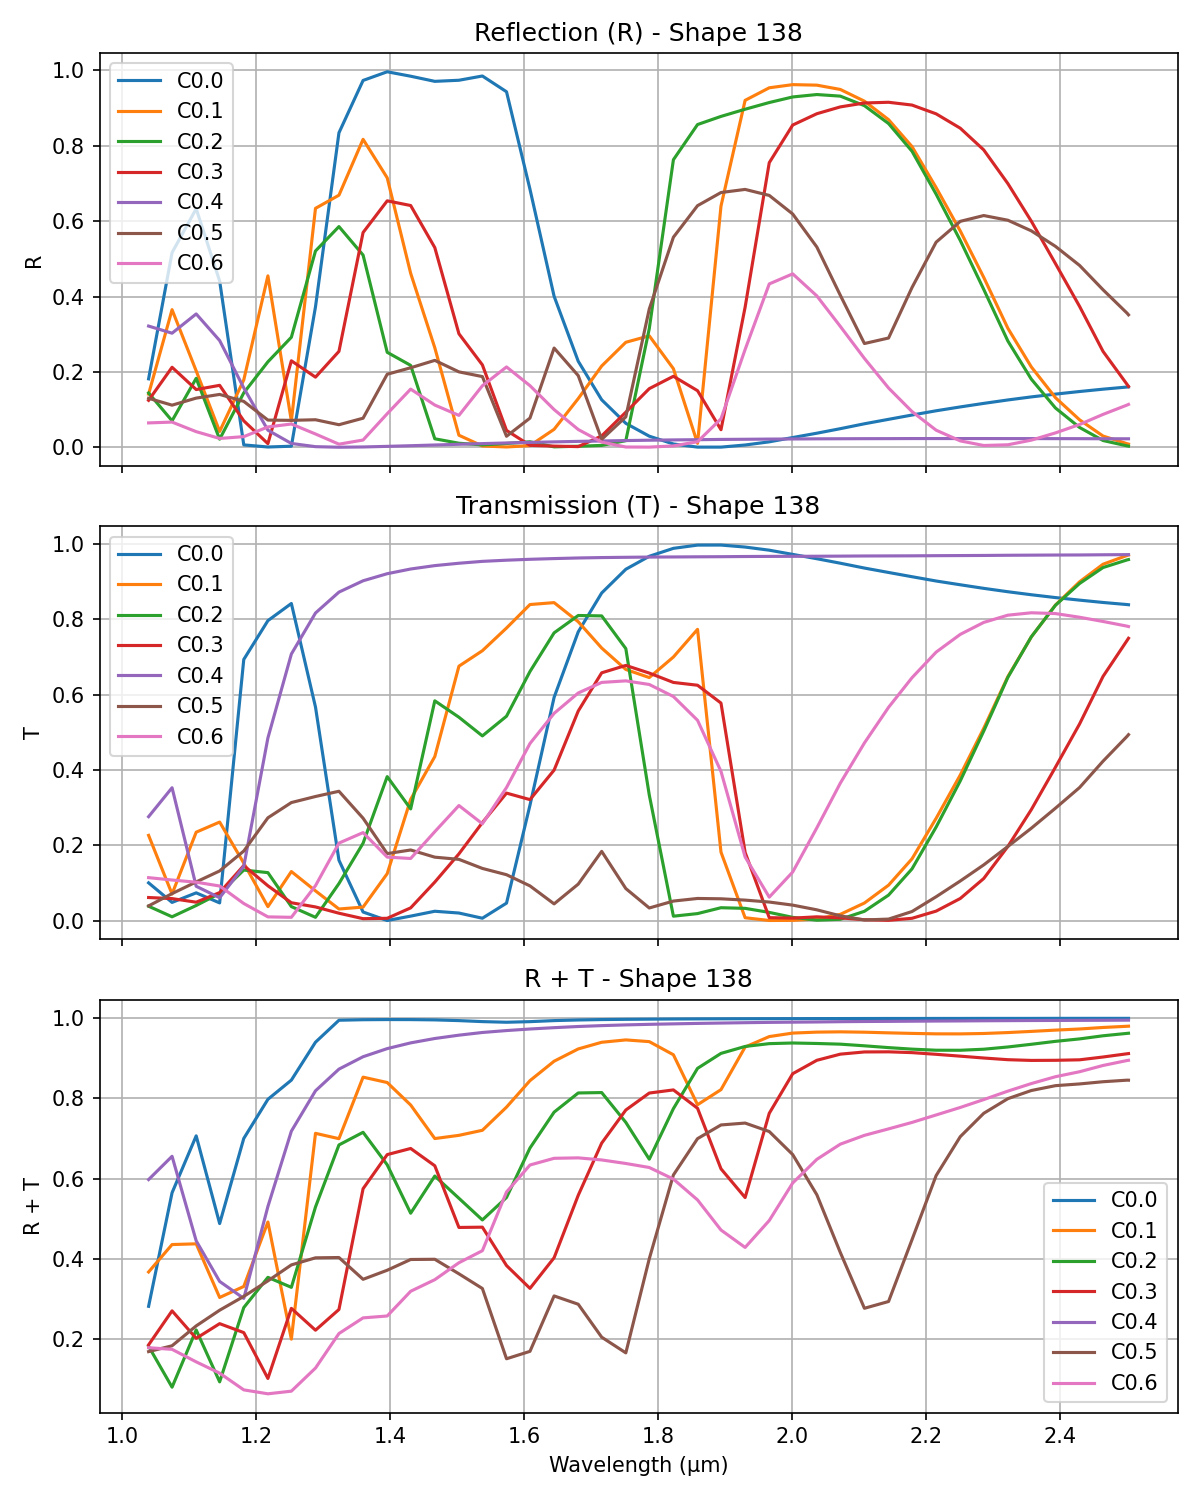 Reflection (R) - Shape 138
1.0
0.8
0.6
0.4
0.2
0.0
R
C0.0
C0.1
C0.2
C0.3
C0.4
C0.5
C0.6
Transmission (T) - Shape 138
1.0
0.8
0.6
0.4
0.2
0.0
T
C0.0
C0.1
C0.2
C0.3
C0.4
C0.5
C0.6
R + T - Shape 138
1.0
0.8
0.6
0.4
0.2
R + T
C0.0
C0.1
C0.2
C0.3
C0.4
C0.5
C0.6
1.0 1.2 1.4 1.6 1.8 2.0 2.2 2.4
Wavelength (μm)